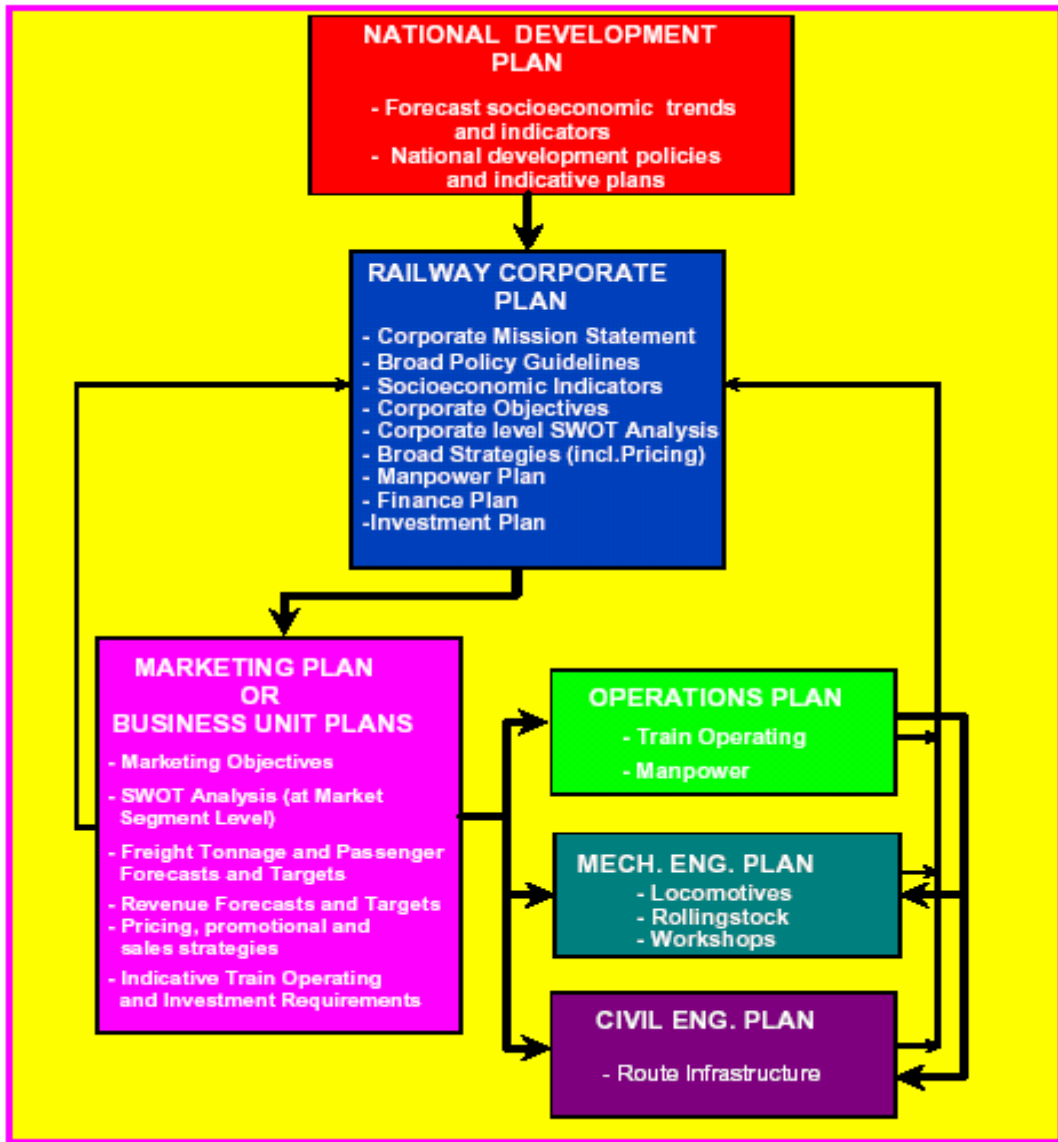 NATIONAL DEVELOPMENT
PLAN
- Forecast socioeconomic trends
and indicators
- National development policies
and indicative plans
RAILWAY CORPORATE
PLAN
- Corporate Mission Statement
- Broad Policy Guidelines
- Socioeconomic Indicators
- Corporate Objectives
- Corporate level SWOT Analysis
- Broad Strategies (incl.Pricing)
- Manpower Plan
- Finance Plan
-Investment Plan
MARKETING PLAN
OR
BUSINESS UNIT PLANS
- Marketing Objectives
- SWOT Analysis (at Market
Segment Level)
- Freight Tonnage and Passenger
Forecasts and Targets
- Revenue Forecasts and Targets
- Pricing, promotional and
sales strategies
- Indicative Train Operating
and Investment Requirements
OPERATIONS PLAN
- Train Operating
- Manpower
MECH. ENG. PLAN
- Locomotives
- Rollingstock
- Workshops
CIVIL ENG. PLAN
- Route Infrastructure